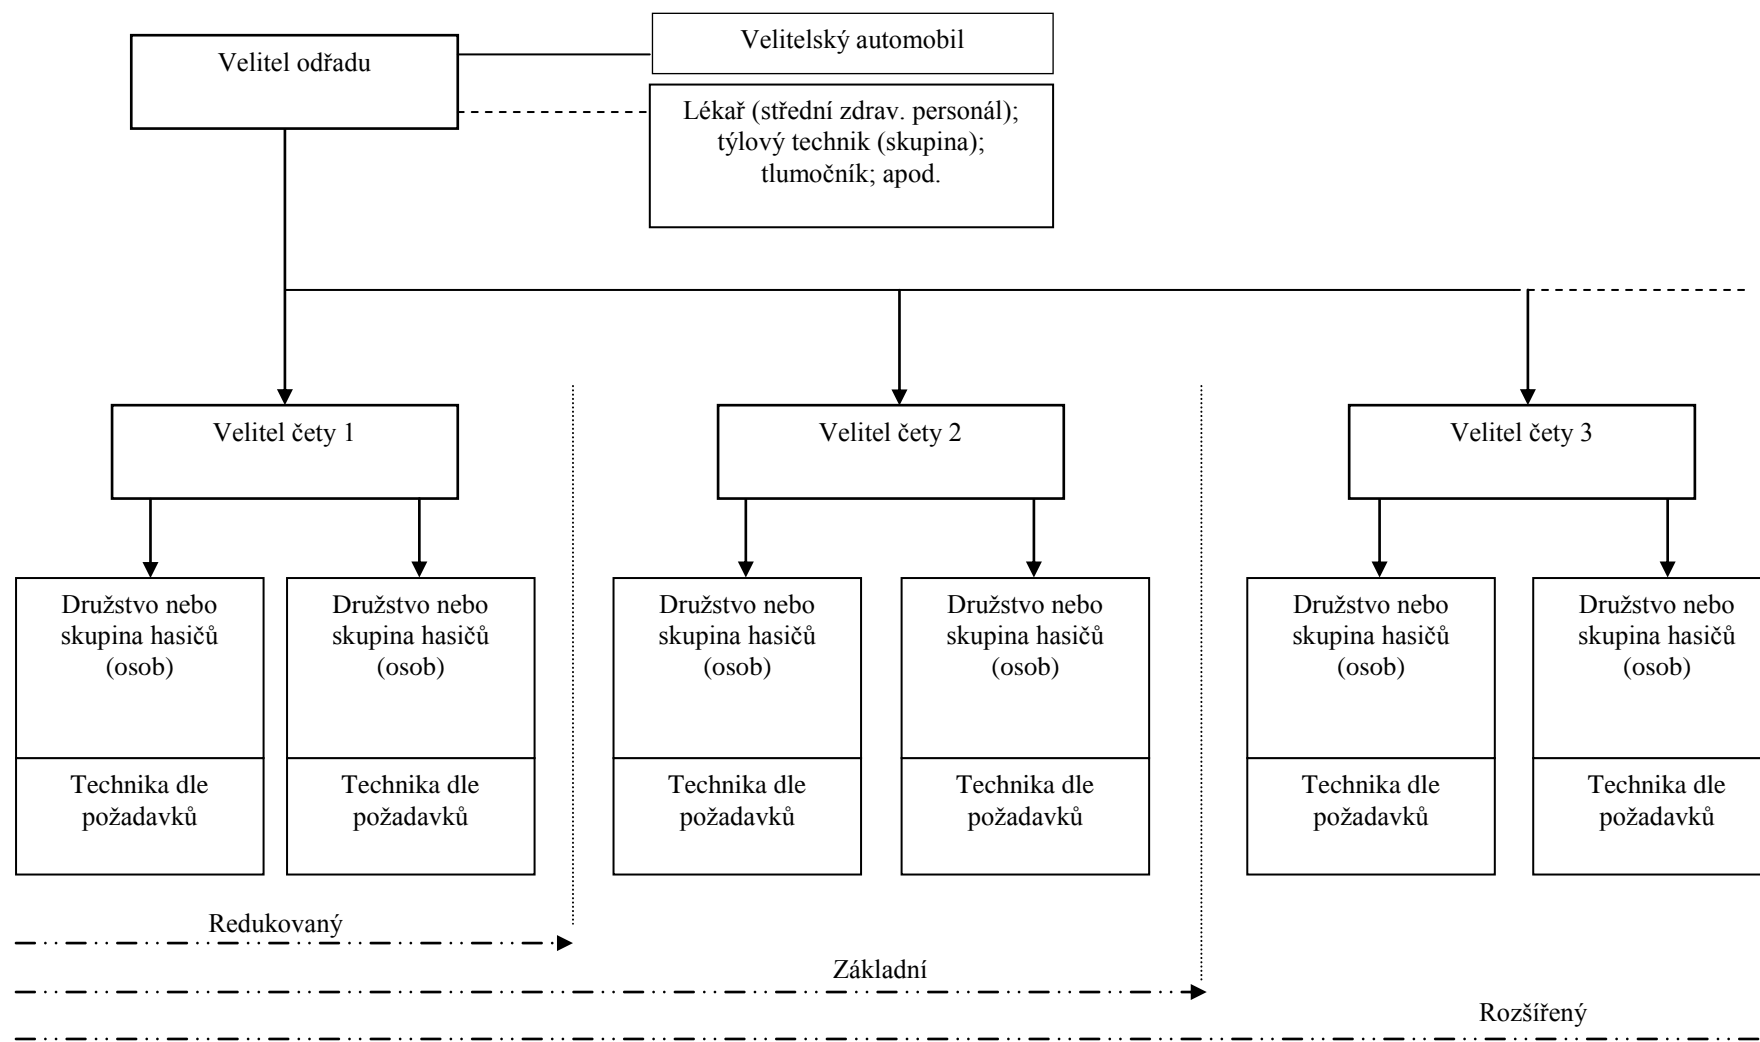 Velitel odřadu
Velitelský automobil
Lékař (střední zdrav. personál);
týlový technik (skupina);
tlumočník; apod.
Velitel čety 1
Velitel čety 2
Velitel čety 3
Družstvo nebo
skupina hasičů
(osob)
Technika dle
požadavků
Družstvo nebo
skupina hasičů
(osob)
Technika dle
požadavků
Družstvo nebo
skupina hasičů
(osob)
Technika dle
požadavků
Družstvo nebo
skupina hasičů
(osob)
Technika dle
požadavků
Družstvo nebo
skupina hasičů
(osob)
Technika dle
požadavků
Družstvo nebo
skupina hasičů
(osob)
Technika dle
požadavků
Redukovaný
Základní
Rozšířený